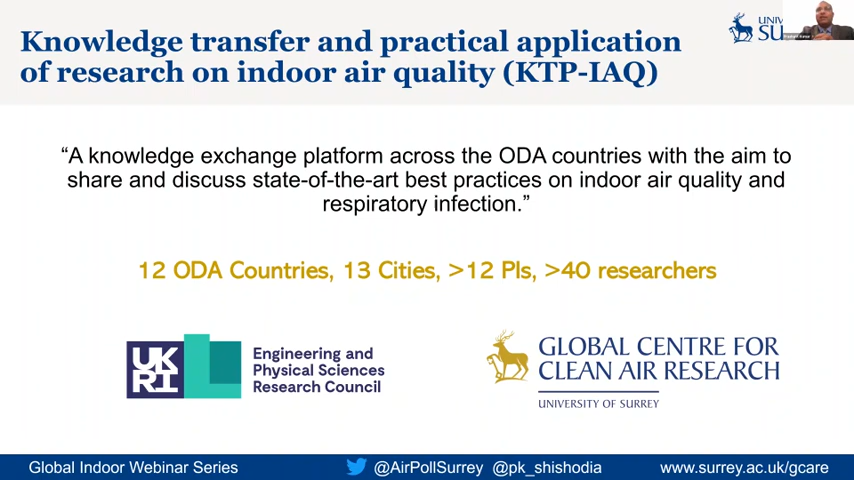 Knowledge transfer and practical application
of research on indoor air quality (KTP-IAQ)
“A knowledge exchange platform across the ODA countries with the aim to
share and discuss state-of-the-art best practices on indoor air quality and
respiratory infection.”
12 ODA Countries, 13 Cities, >12 PIs, >40 researchers
UK
RI
Engineering and
Physical Sciences
Research Council
GLOBAL CENTRE FOR
CLEAN AIR RESEARCH
UNIVERSITY OF SURREY
Global Indoor Webinar Series
@AirPollSurrey @pk_shishodia
www.surrey.ac.uk/gcare